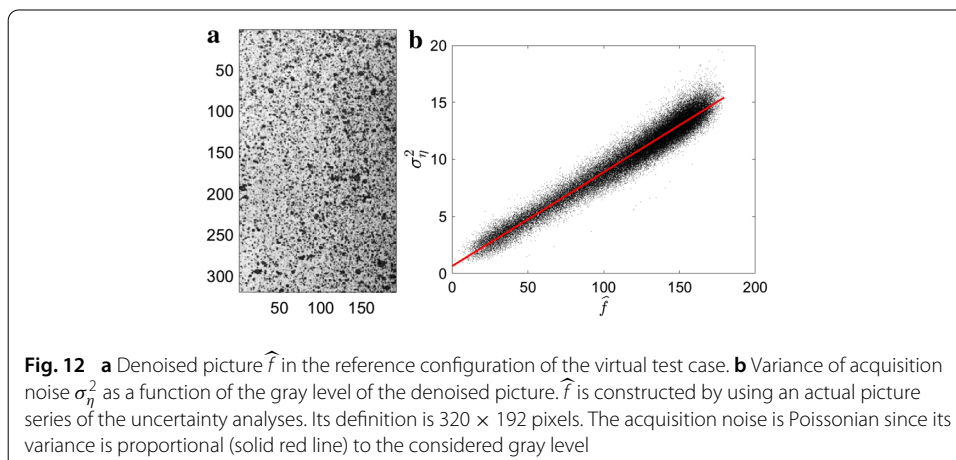 a
50
100
150
200
250
300
50 100 150
b
20
15
10
5
0
σ²_η
0 50 100 150 200
f̂
Fig. 12 a Denoised picture f̂ in the reference configuration of the virtual test case. b Variance of acquisition
noise σ²_η as a function of the gray level of the denoised picture. f̂ is constructed by using an actual picture
series of the uncertainty analyses. Its definition is 320 × 192 pixels. The acquisition noise is Poissonian since its
variance is proportional (solid red line) to the considered gray level